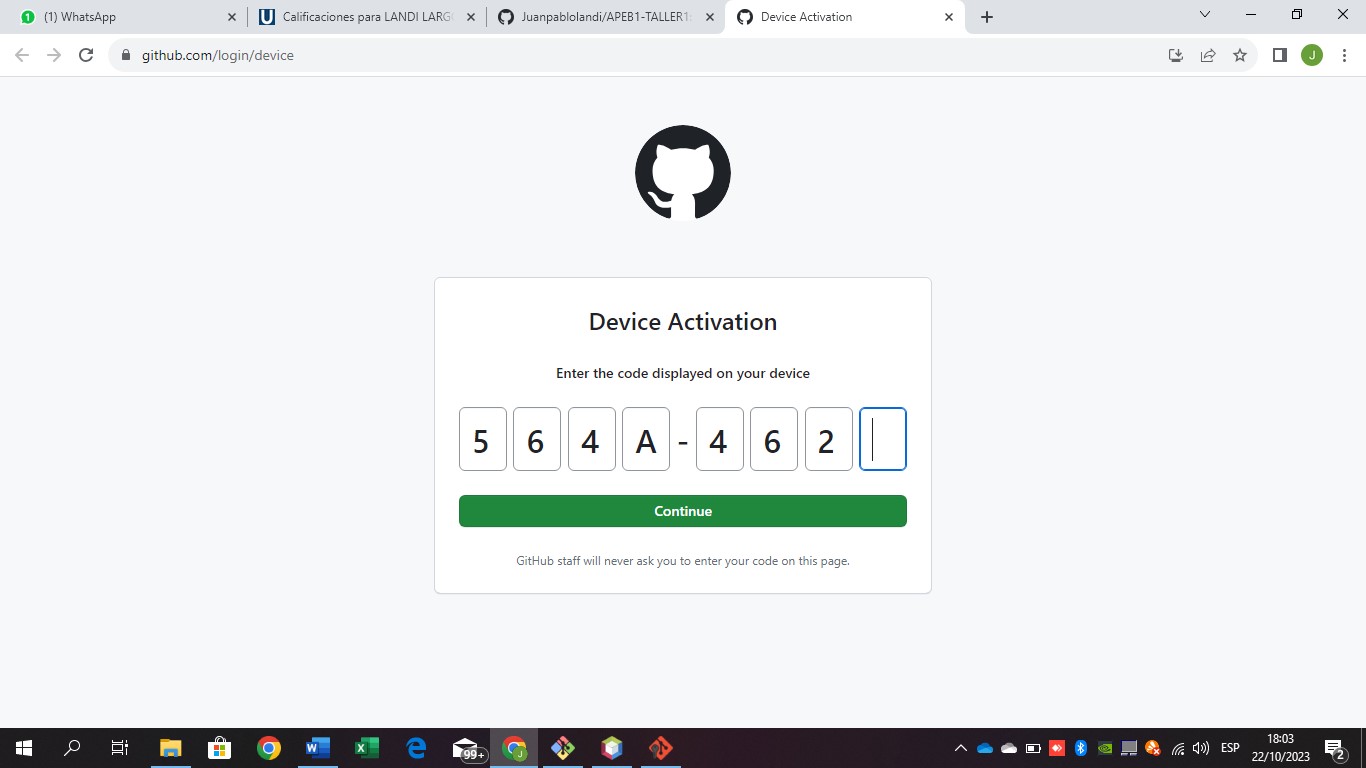 1 (1) WhatsApp
Calificaciones para LANDI LARG
Juanpablolandi/APEB1-TALLER1
Device Activation
github.com/login/device
J
Device Activation
Enter the code displayed on your device
5 6 4 A - 4 6 2
Continue
GitHub staff will never ask you to enter your code on this page.
99+
J
ESP
18:03
22/10/2023
2